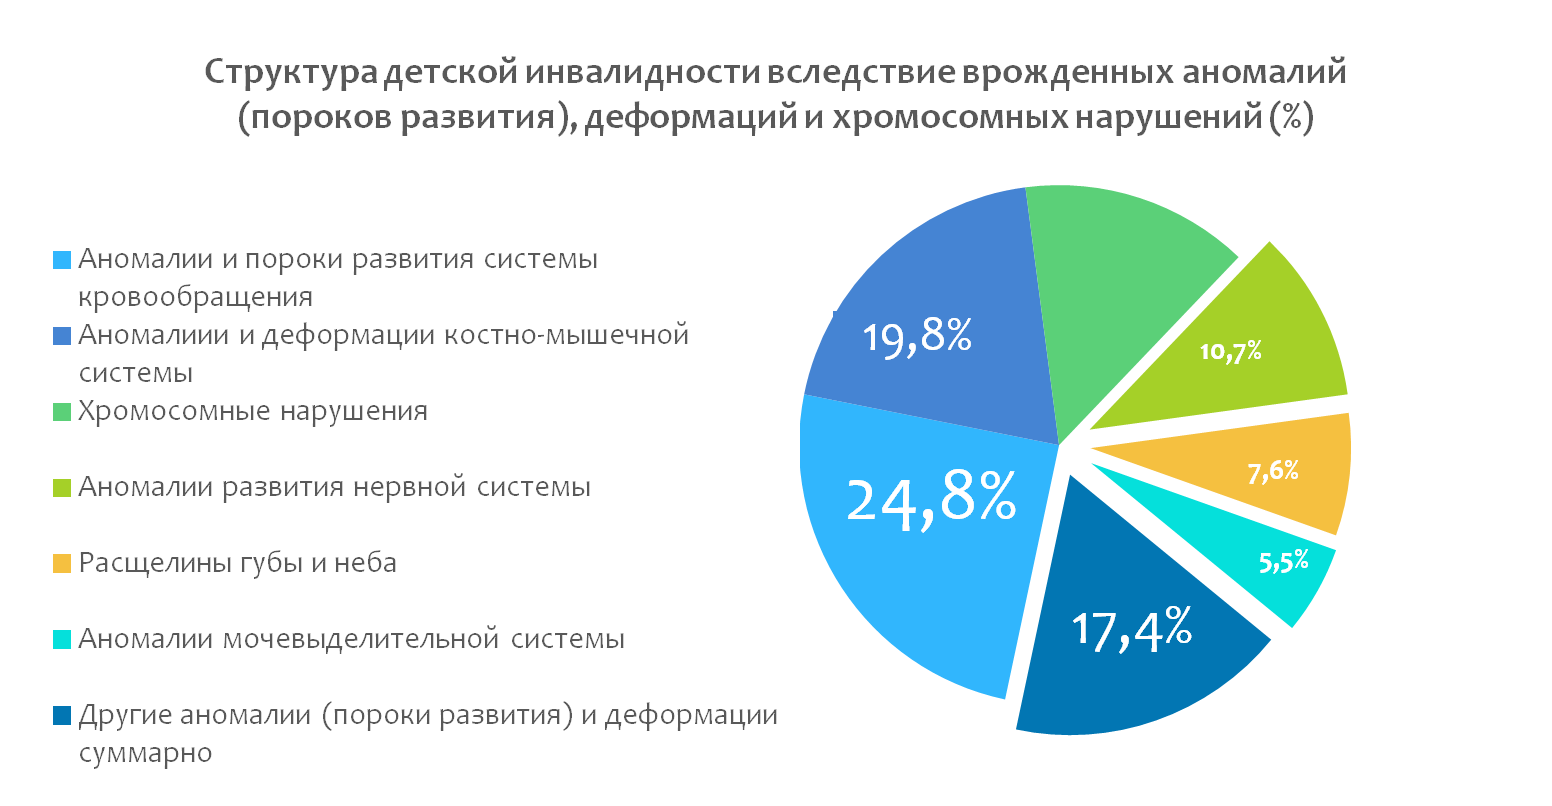 Структура детской инвалидности вследствие врожденных аномалий
(пороков развития), деформаций и хромосомных нарушений (%)
Аномалии и пороки развития системы
кровообращения
Аномалиии и деформации костно-мышечной
системы
Хромосомные нарушения
Аномалии развития нервной системы
Расщелины губы и неба
Аномалии мочевыделительной системы
Другие аномалии (пороки развития) и деформации
суммарно
19,8%
10,7%
7,6%
24,8%
5,5%
17,4%